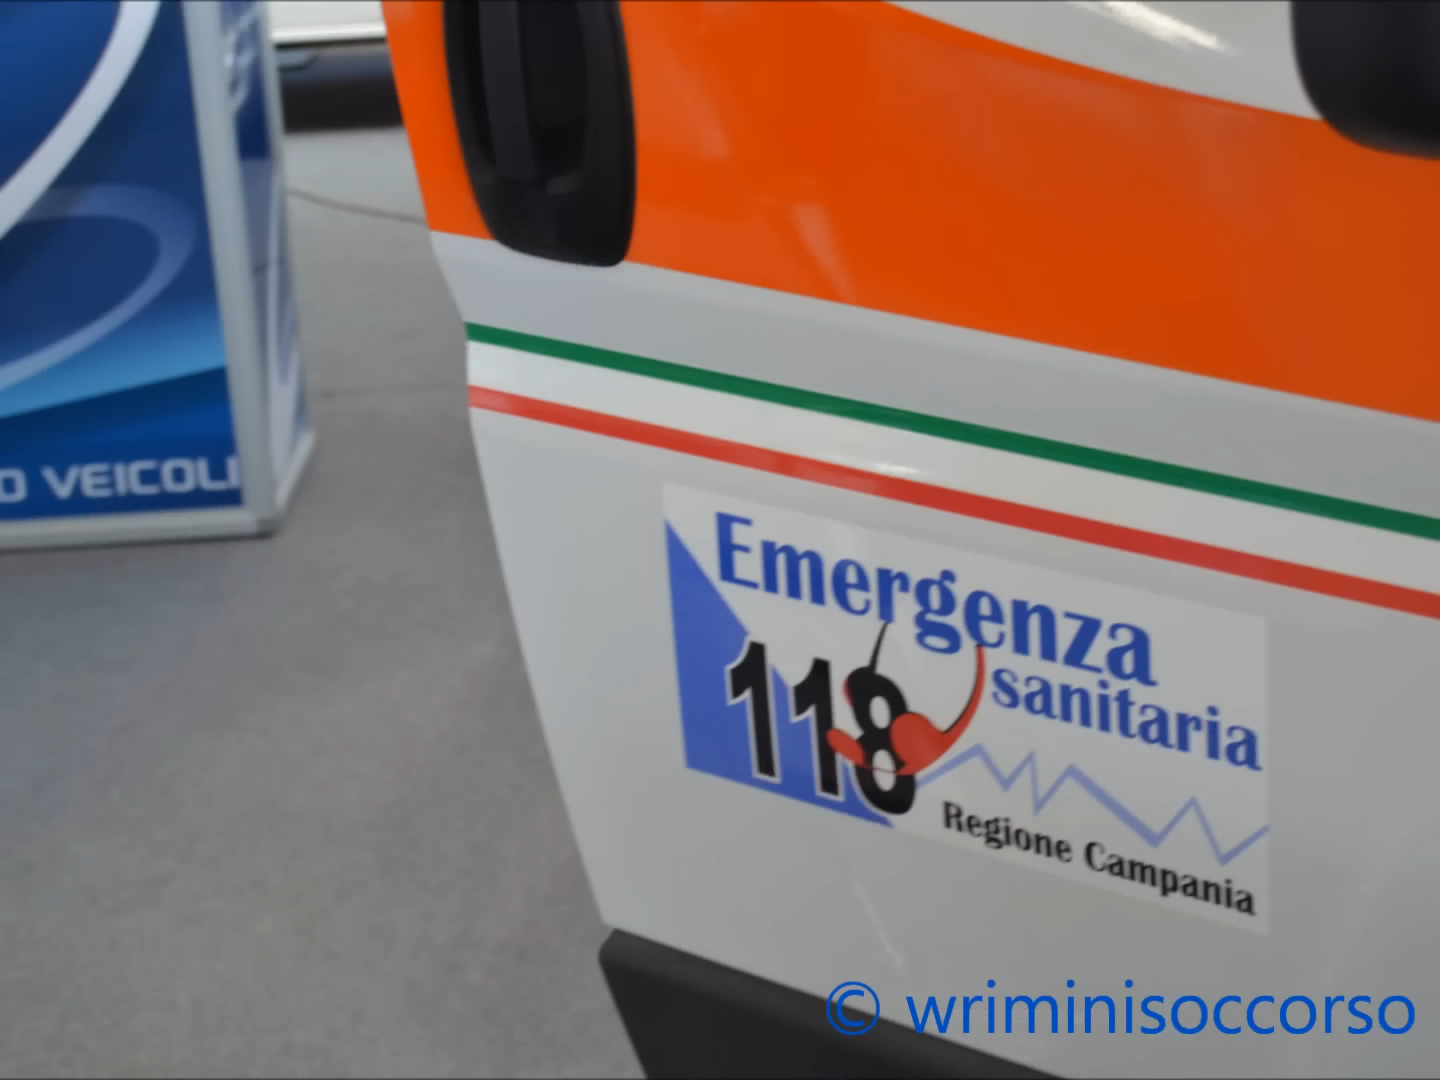 O VEICOLI
Emergenza
sanitaria
118
Regione Campania
© wriminisoccorso